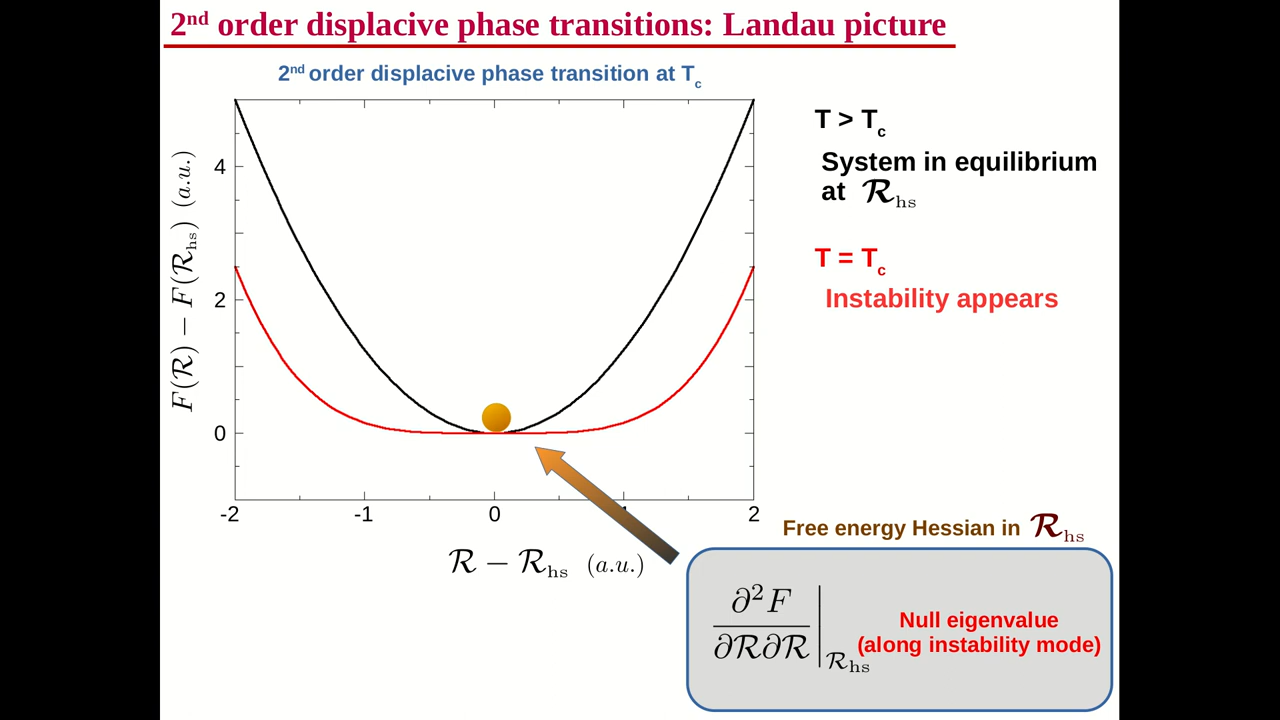 2nd order displacive phase transitions: Landau picture
2nd order displacive phase transition at Tc
F(ℛ) − F(ℛhs) (a.u.)
4
2
0
-2 -1 0 2
ℛ − ℛhs (a.u.)
T > Tc
System in equilibrium
at ℛhs
T = Tc
Instability appears
Free energy Hessian in ℛhs
∂²F
∂ℛ∂ℛ
ℛhs
Null eigenvalue
(along instability mode)